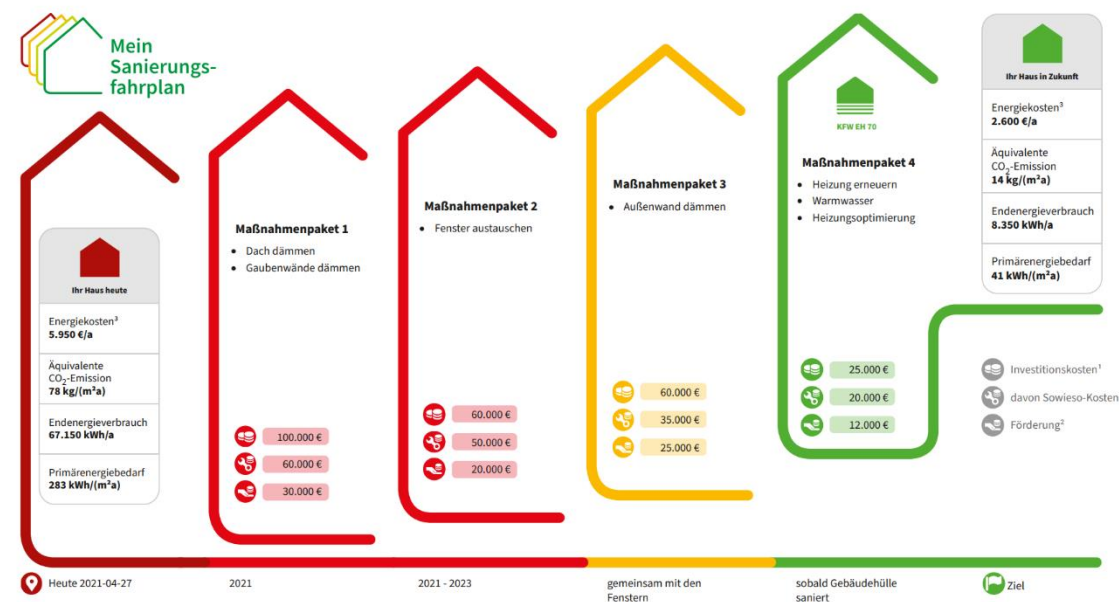 Mein
Sanierungs-
fahrplan
Ihr Haus heute
Energiekosten³
5.950 €/a
Äquivalente
CO₂-Emission
78 kg/(m²a)
Endenergieverbrauch
67.150 kWh/a
Primärenergiebedarf
283 kWh/(m²a)
Maßnahmenpaket 1
• Dach dämmen
• Gaubenwände dämmen
100.000 €
60.000 €
30.000 €
Maßnahmenpaket 2
• Fenster austauschen
60.000 €
50.000 €
20.000 €
Maßnahmenpaket 3
• Außenwand dämmen
60.000 €
35.000 €
25.000 €
KFW EH 70
Maßnahmenpaket 4
• Heizung erneuern
• Warmwasser
• Heizungsoptimierung
25.000 €
20.000 €
12.000 €
Ihr Haus in Zukunft
Energiekosten³
2.600 €/a
Äquivalente
CO₂-Emission
14 kg/(m²a)
Endenergieverbrauch
8.350 kWh/a
Primärenergiebedarf
41 kWh/(m²a)
Investitionskosten¹
davon Sowieso-Kosten
Förderung²
Heute 2021-04-27
2021
2021 - 2023
gemeinsam mit den
Fenstern
sobald Gebäudehülle
saniert
Ziel